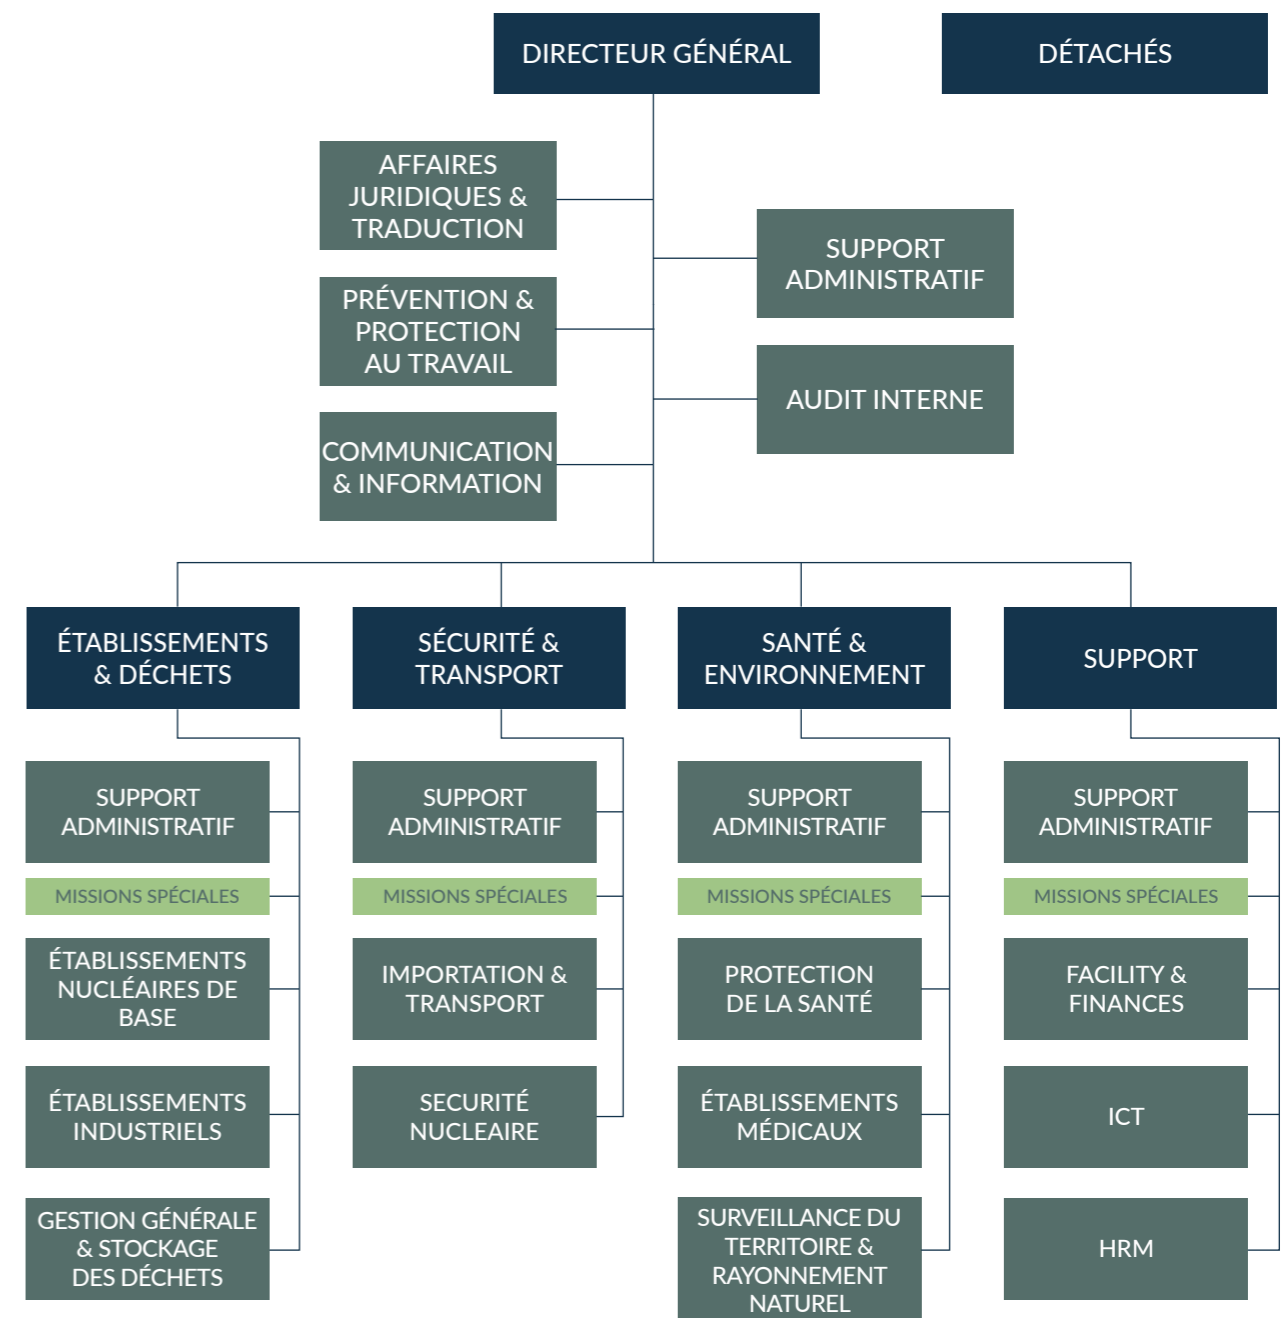 DIRECTEUR GÉNÉRAL
DÉTACHÉS
AFFAIRES
JURIDIQUES &
TRADUCTION
SUPPORT
ADMINISTRATIF
PRÉVENTION &
PROTECTION
AU TRAVAIL
AUDIT INTERNE
COMMUNICATION
& INFORMATION
ÉTABLISSEMENTS
& DÉCHETS
SUPPORT
ADMINISTRATIF
MISSIONS SPÉCIALES
ÉTABLISSEMENTS
NUCLÉAIRES DE
BASE
ÉTABLISSEMENTS
INDUSTRIELS
GESTION GÉNÉRALE
& STOCKAGE
DES DÉCHETS
SÉCURITÉ &
TRANSPORT
SUPPORT
ADMINISTRATIF
MISSIONS SPÉCIALES
IMPORTATION &
TRANSPORT
SECURITÉ
NUCLEAIRE
SANTÉ &
ENVIRONNEMENT
SUPPORT
ADMINISTRATIF
MISSIONS SPÉCIALES
PROTECTION
DE LA SANTÉ
ÉTABLISSEMENTS
MÉDICAUX
SURVEILLANCE DU
TERRITOIRE &
RAYONNEMENT
NATUREL
SUPPORT
SUPPORT
ADMINISTRATIF
MISSIONS SPÉCIALES
FACILITY &
FINANCES
ICT
HRM